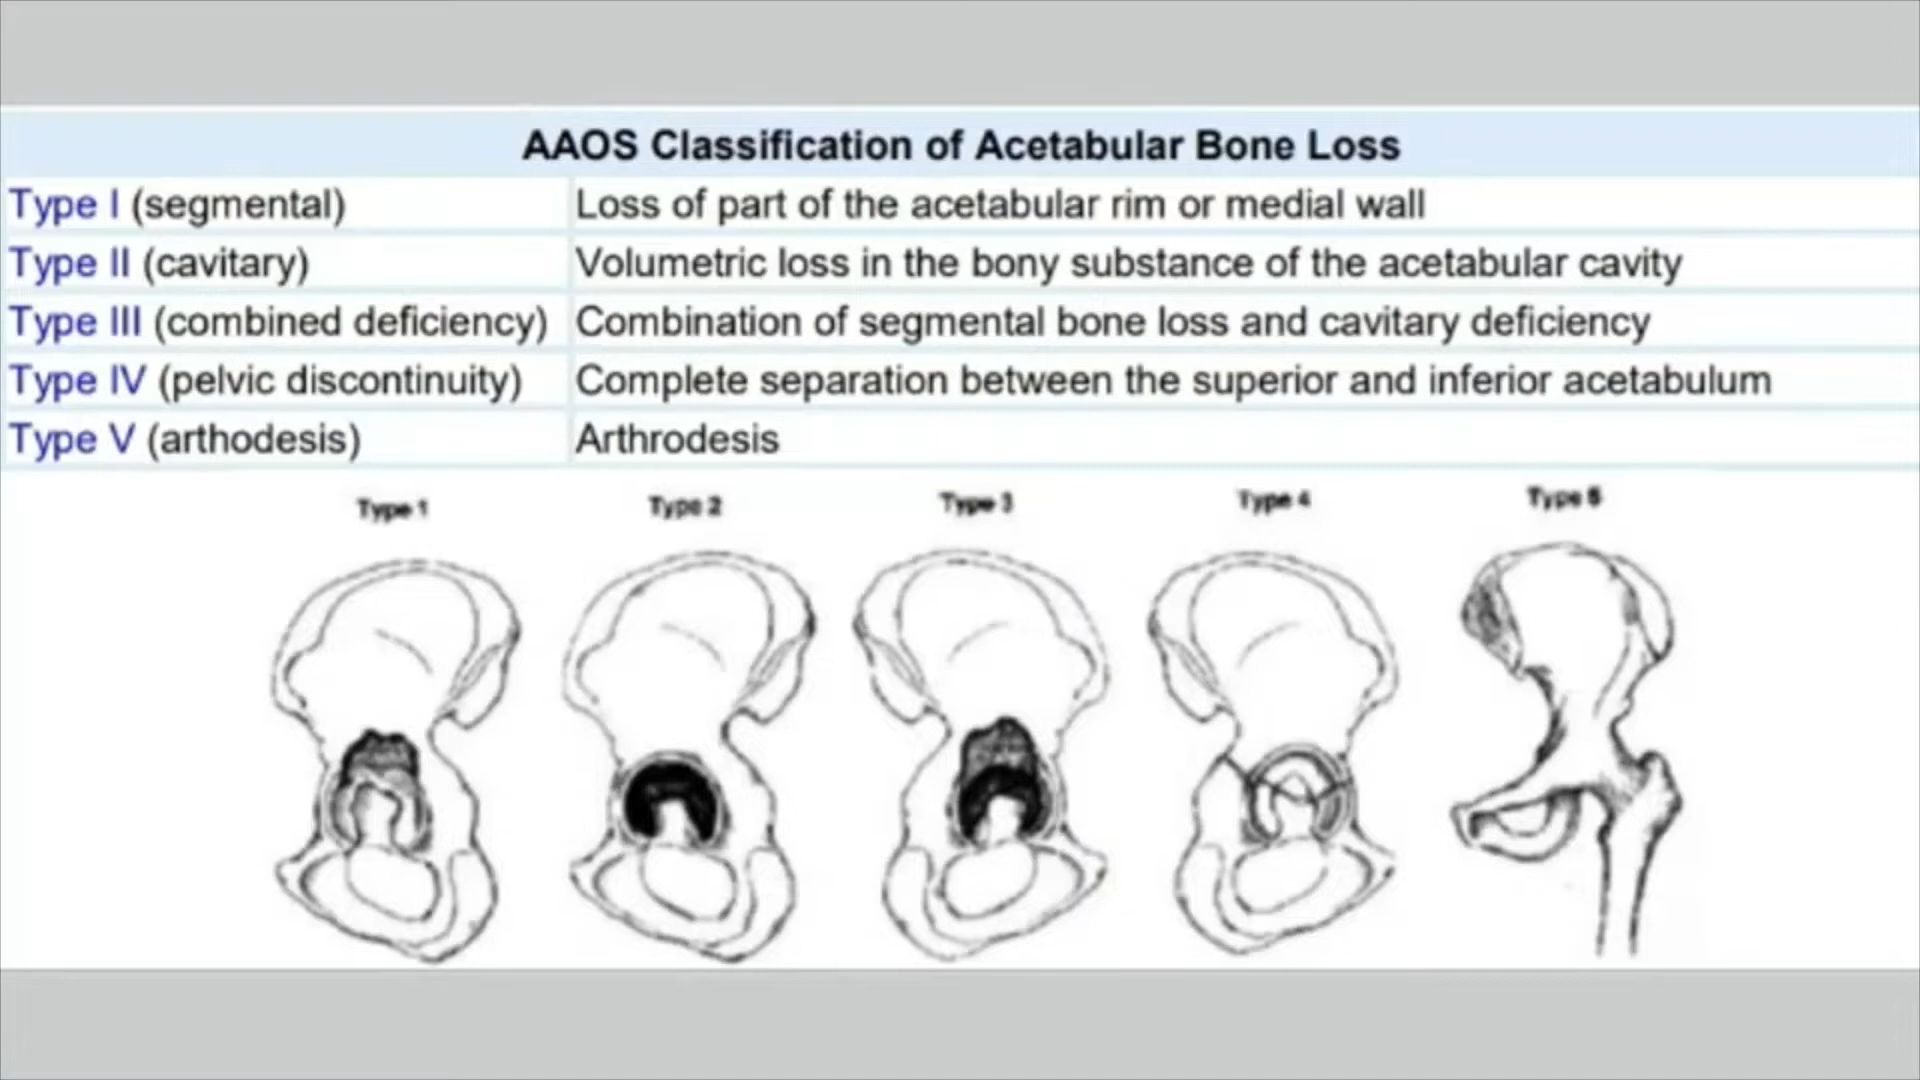 AAOS Classification of Acetabular Bone Loss
Type I (segmental) Loss of part of the acetabular rim or medial wall
Type II (cavitary) Volumetric loss in the bony substance of the acetabular cavity
Type III (combined deficiency) Combination of segmental bone loss and cavitary deficiency
Type IV (pelvic discontinuity) Complete separation between the superior and inferior acetabulum
Type V (arthodesis) Arthrodesis
Type 1 Type 2 Type 3 Type 4 Type 5